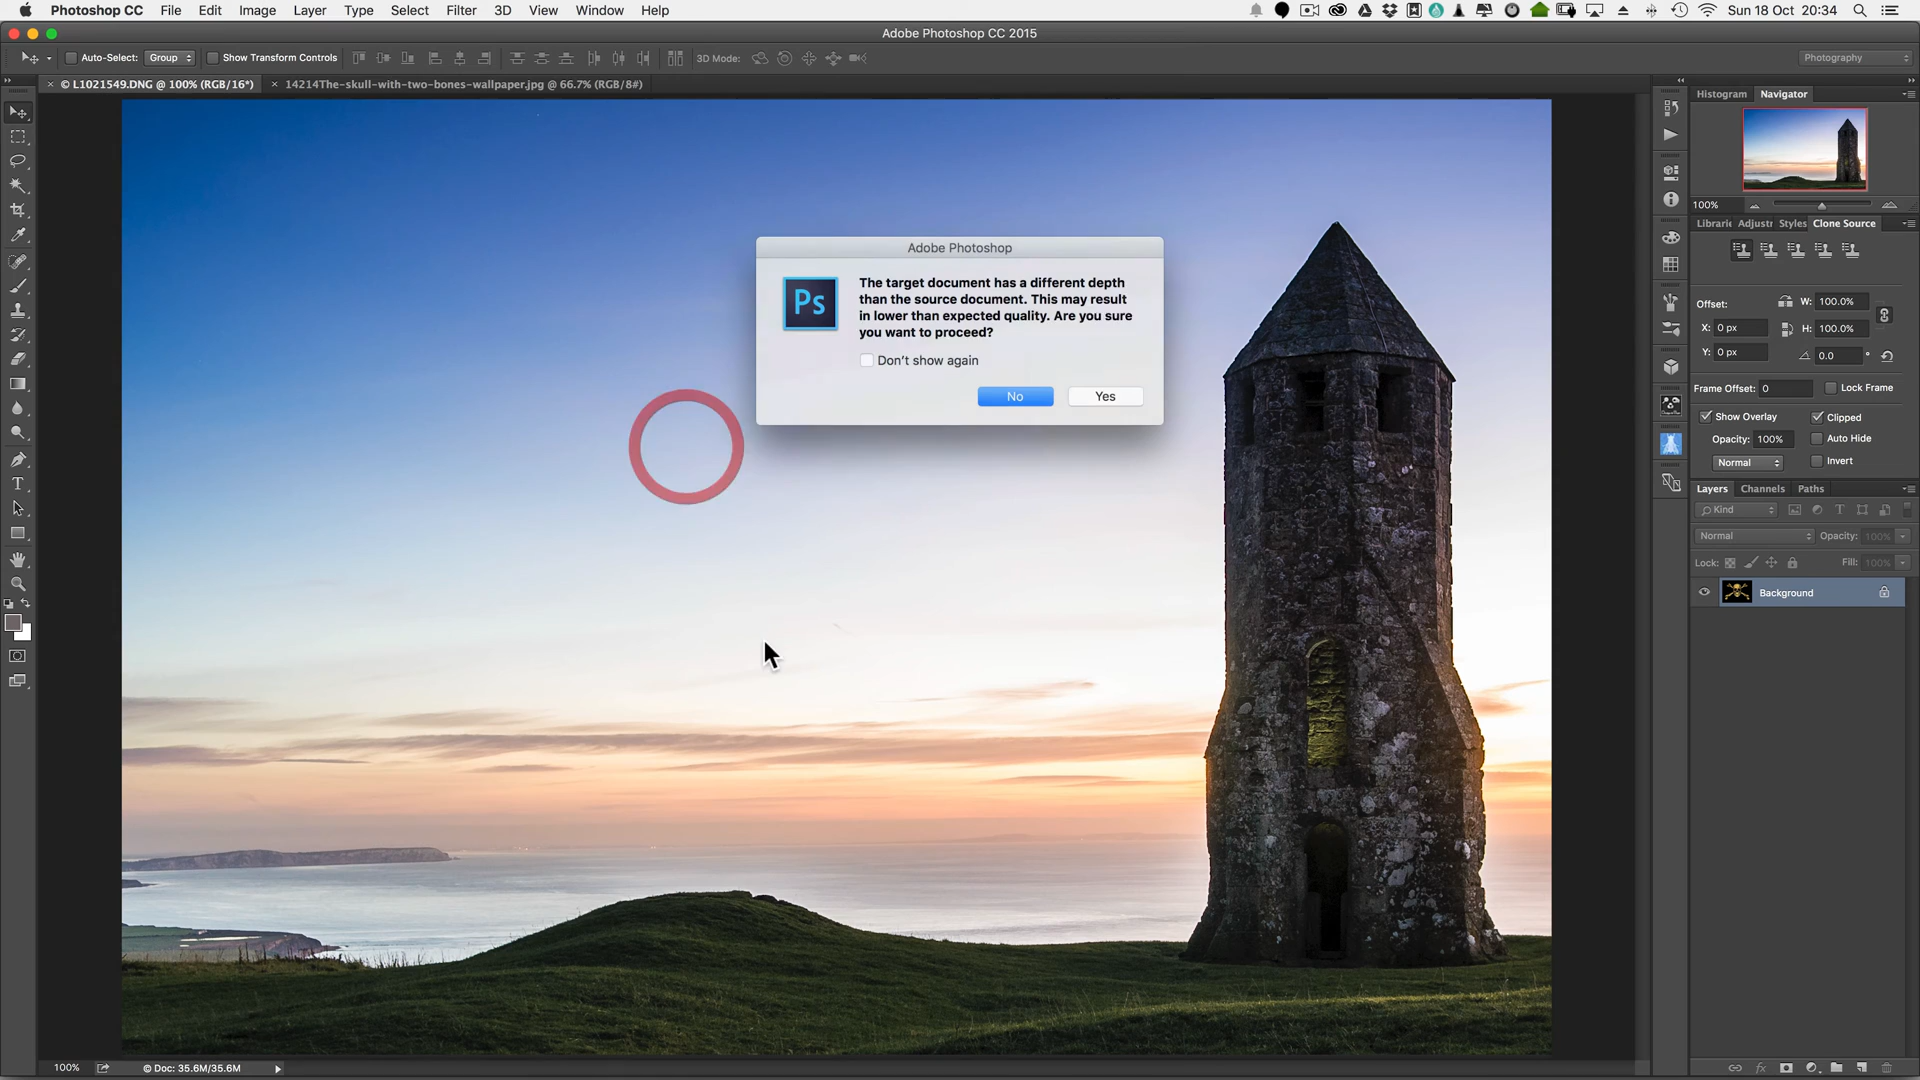 Photoshop CC File Edit Image Layer Type Select Filter 3D View Window Help Sun 18 Oct 20:34
Adobe Photoshop CC 2015
Auto-Select: Group Show Transform Controls 3D Mode: Photography
× © L1021549.DNG @ 100% (RGB/16*) × 14214The-skull-with-two-bones-wallpaper.jpg @ 66.7% (RGB/8#)
Histogram Navigator
100%
Librari Adjustr Styles Clone Source
Adobe Photoshop
Ps
The target document has a different depth
than the source document. This may result
in lower than expected quality. Are you sure
you want to proceed?
Don't show again
No Yes
Offset: W: 100.0%
X: 0 px H: 100.0%
Y: 0 px 0.0 °
Frame Offset: 0 Lock Frame
Show Overlay Clipped
Opacity: 100% Auto Hide
Normal Invert
Layers Channels Paths
Kind
Normal Opacity: 100%
Lock: Fill: 100%
Background
T
fx
100% © Doc: 35.6M/35.6M